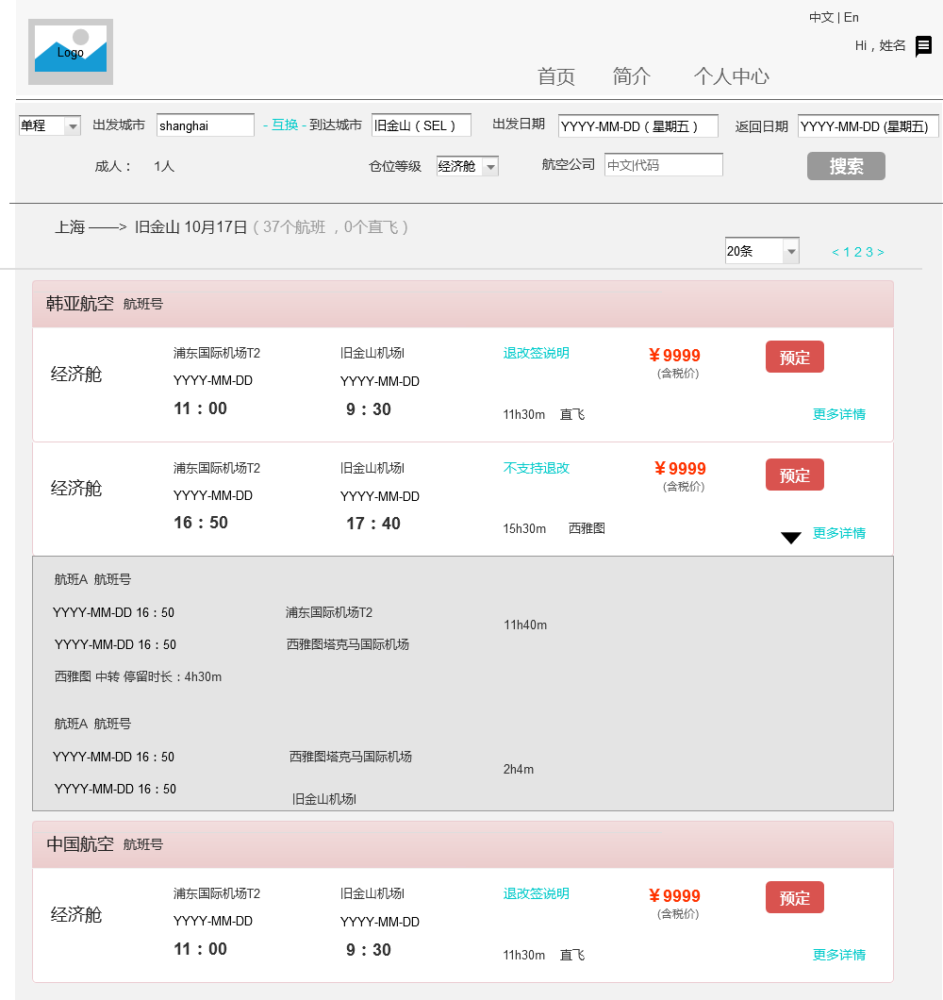 中文 | En
Logo
Hi，姓名
首页 简介 个人中心
单程 出发城市 shanghai - 互换 - 到达城市 旧金山（SEL） 出发日期 YYYY-MM-DD（星期五） 返回日期 YYYY-MM-DD (星期五)
成人： 1人 仓位等级 经济舱 航空公司 中文|代码 搜索
上海 ——> 旧金山 10月17日（37个航班 ，0个直飞）
20条 < 1 2 3 >
韩亚航空 航班号
浦东国际机场T2 旧金山机场I 退改签说明 ￥9999 预定
经济舱 YYYY-MM-DD YYYY-MM-DD (含税价)
11：00 9：30 11h30m 直飞 更多详情
浦东国际机场T2 旧金山机场I 不支持退改 ￥9999 预定
经济舱 YYYY-MM-DD YYYY-MM-DD (含税价)
16：50 17：40 15h30m 西雅图 更多详情
航班A 航班号
YYYY-MM-DD 16：50 浦东国际机场T2
11h40m
YYYY-MM-DD 16：50 西雅图塔克马国际机场
西雅图 中转 停留时长：4h30m
航班A 航班号
YYYY-MM-DD 16：50 西雅图塔克马国际机场
2h4m
YYYY-MM-DD 16：50 旧金山机场I
中国航空 航班号
浦东国际机场T2 旧金山机场I 退改签说明 ￥9999 预定
经济舱 YYYY-MM-DD YYYY-MM-DD (含税价)
11：00 9：30 11h30m 直飞 更多详情